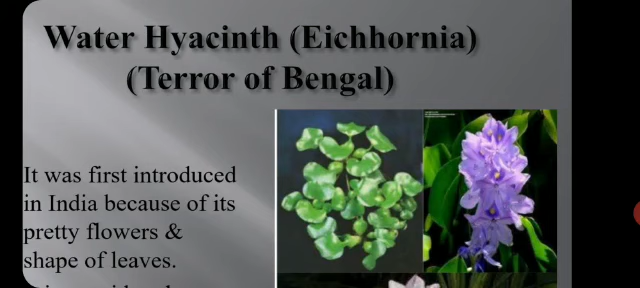 Water Hyacinth (Eichhornia)
(Terror of Bengal)
It was first introduced
in India because of its
pretty flowers &
shape of leaves.